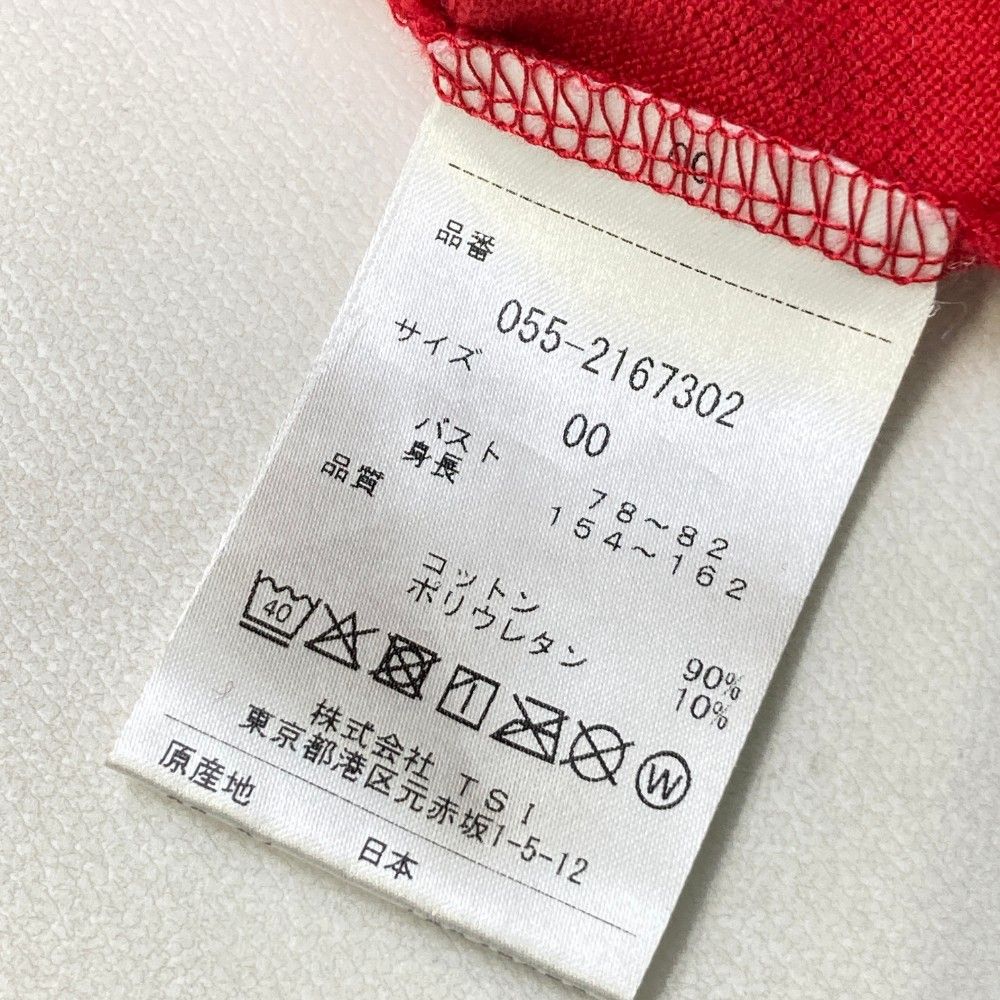 00
品番
055-2167302
サイズ
00
バスト 78～82
身長 154～162
品質
コットン 90%
ポリウレタン 10%
40
W
株式会社 TSI
東京都港区元赤坂1-5-12
原産地
日本